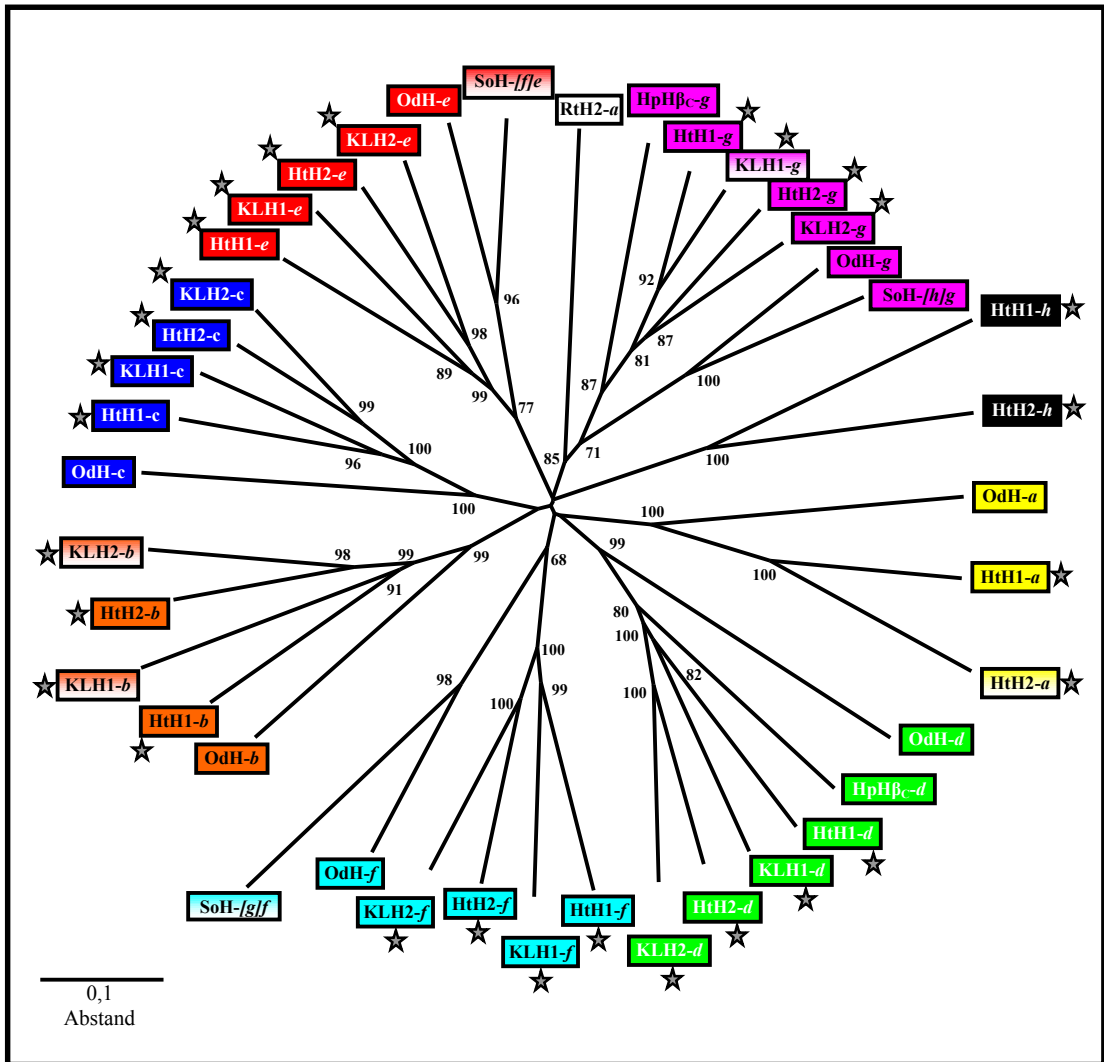 SoH-[f]e
OdH-e
RtH2-a
HpHβC-g
HtH1-g
KLH2-e
KLH1-g
HtH2-e
HtH2-g
KLH1-e
KLH2-g
HtH1-e
OdH-g
KLH2-c
SoH-[h]g
HtH1-h
HtH2-c
KLH1-c
HtH1-c
HtH2-h
OdH-c
OdH-a
KLH2-b
HtH1-a
HtH2-b
KLH1-b
HtH2-a
HtH1-b
OdH-b
OdH-d
HpHβC-d
HtH1-d
KLH1-d
OdH-f
SoH-[g]f
KLH2-f
HtH2-f
HtH1-f
HtH2-d
KLH1-f
KLH2-d
96
98
89
99
77
92
87
81
87
100
85
71
100
99
100
96
100
98
99
91
99
68
100
99
100
80
100
82
100
98
100
99
100
0,1
Abstand